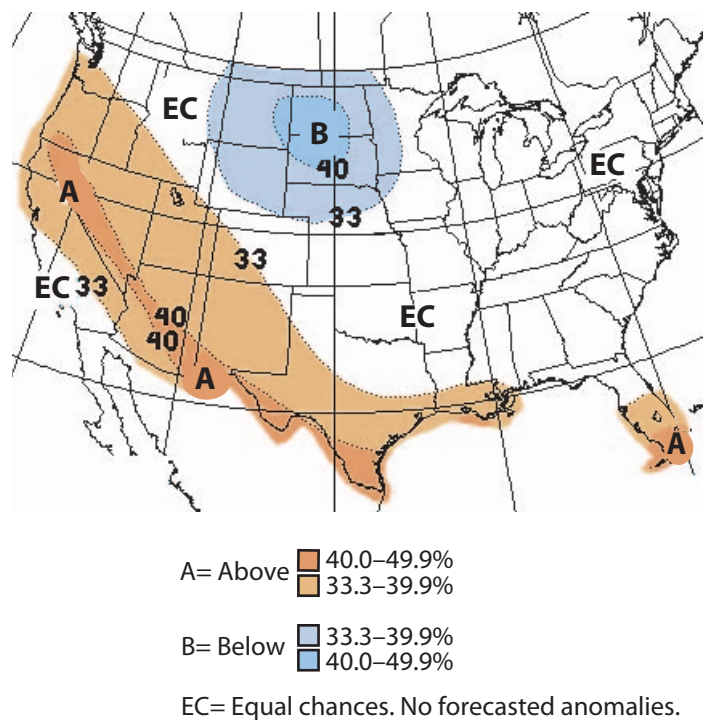 EC
B
40
EC
A
33
33
EC 33
40
40
EC
A
A
A= Above
40.0–49.9%
33.3–39.9%
B= Below
33.3–39.9%
40.0–49.9%
EC= Equal chances. No forecasted anomalies.